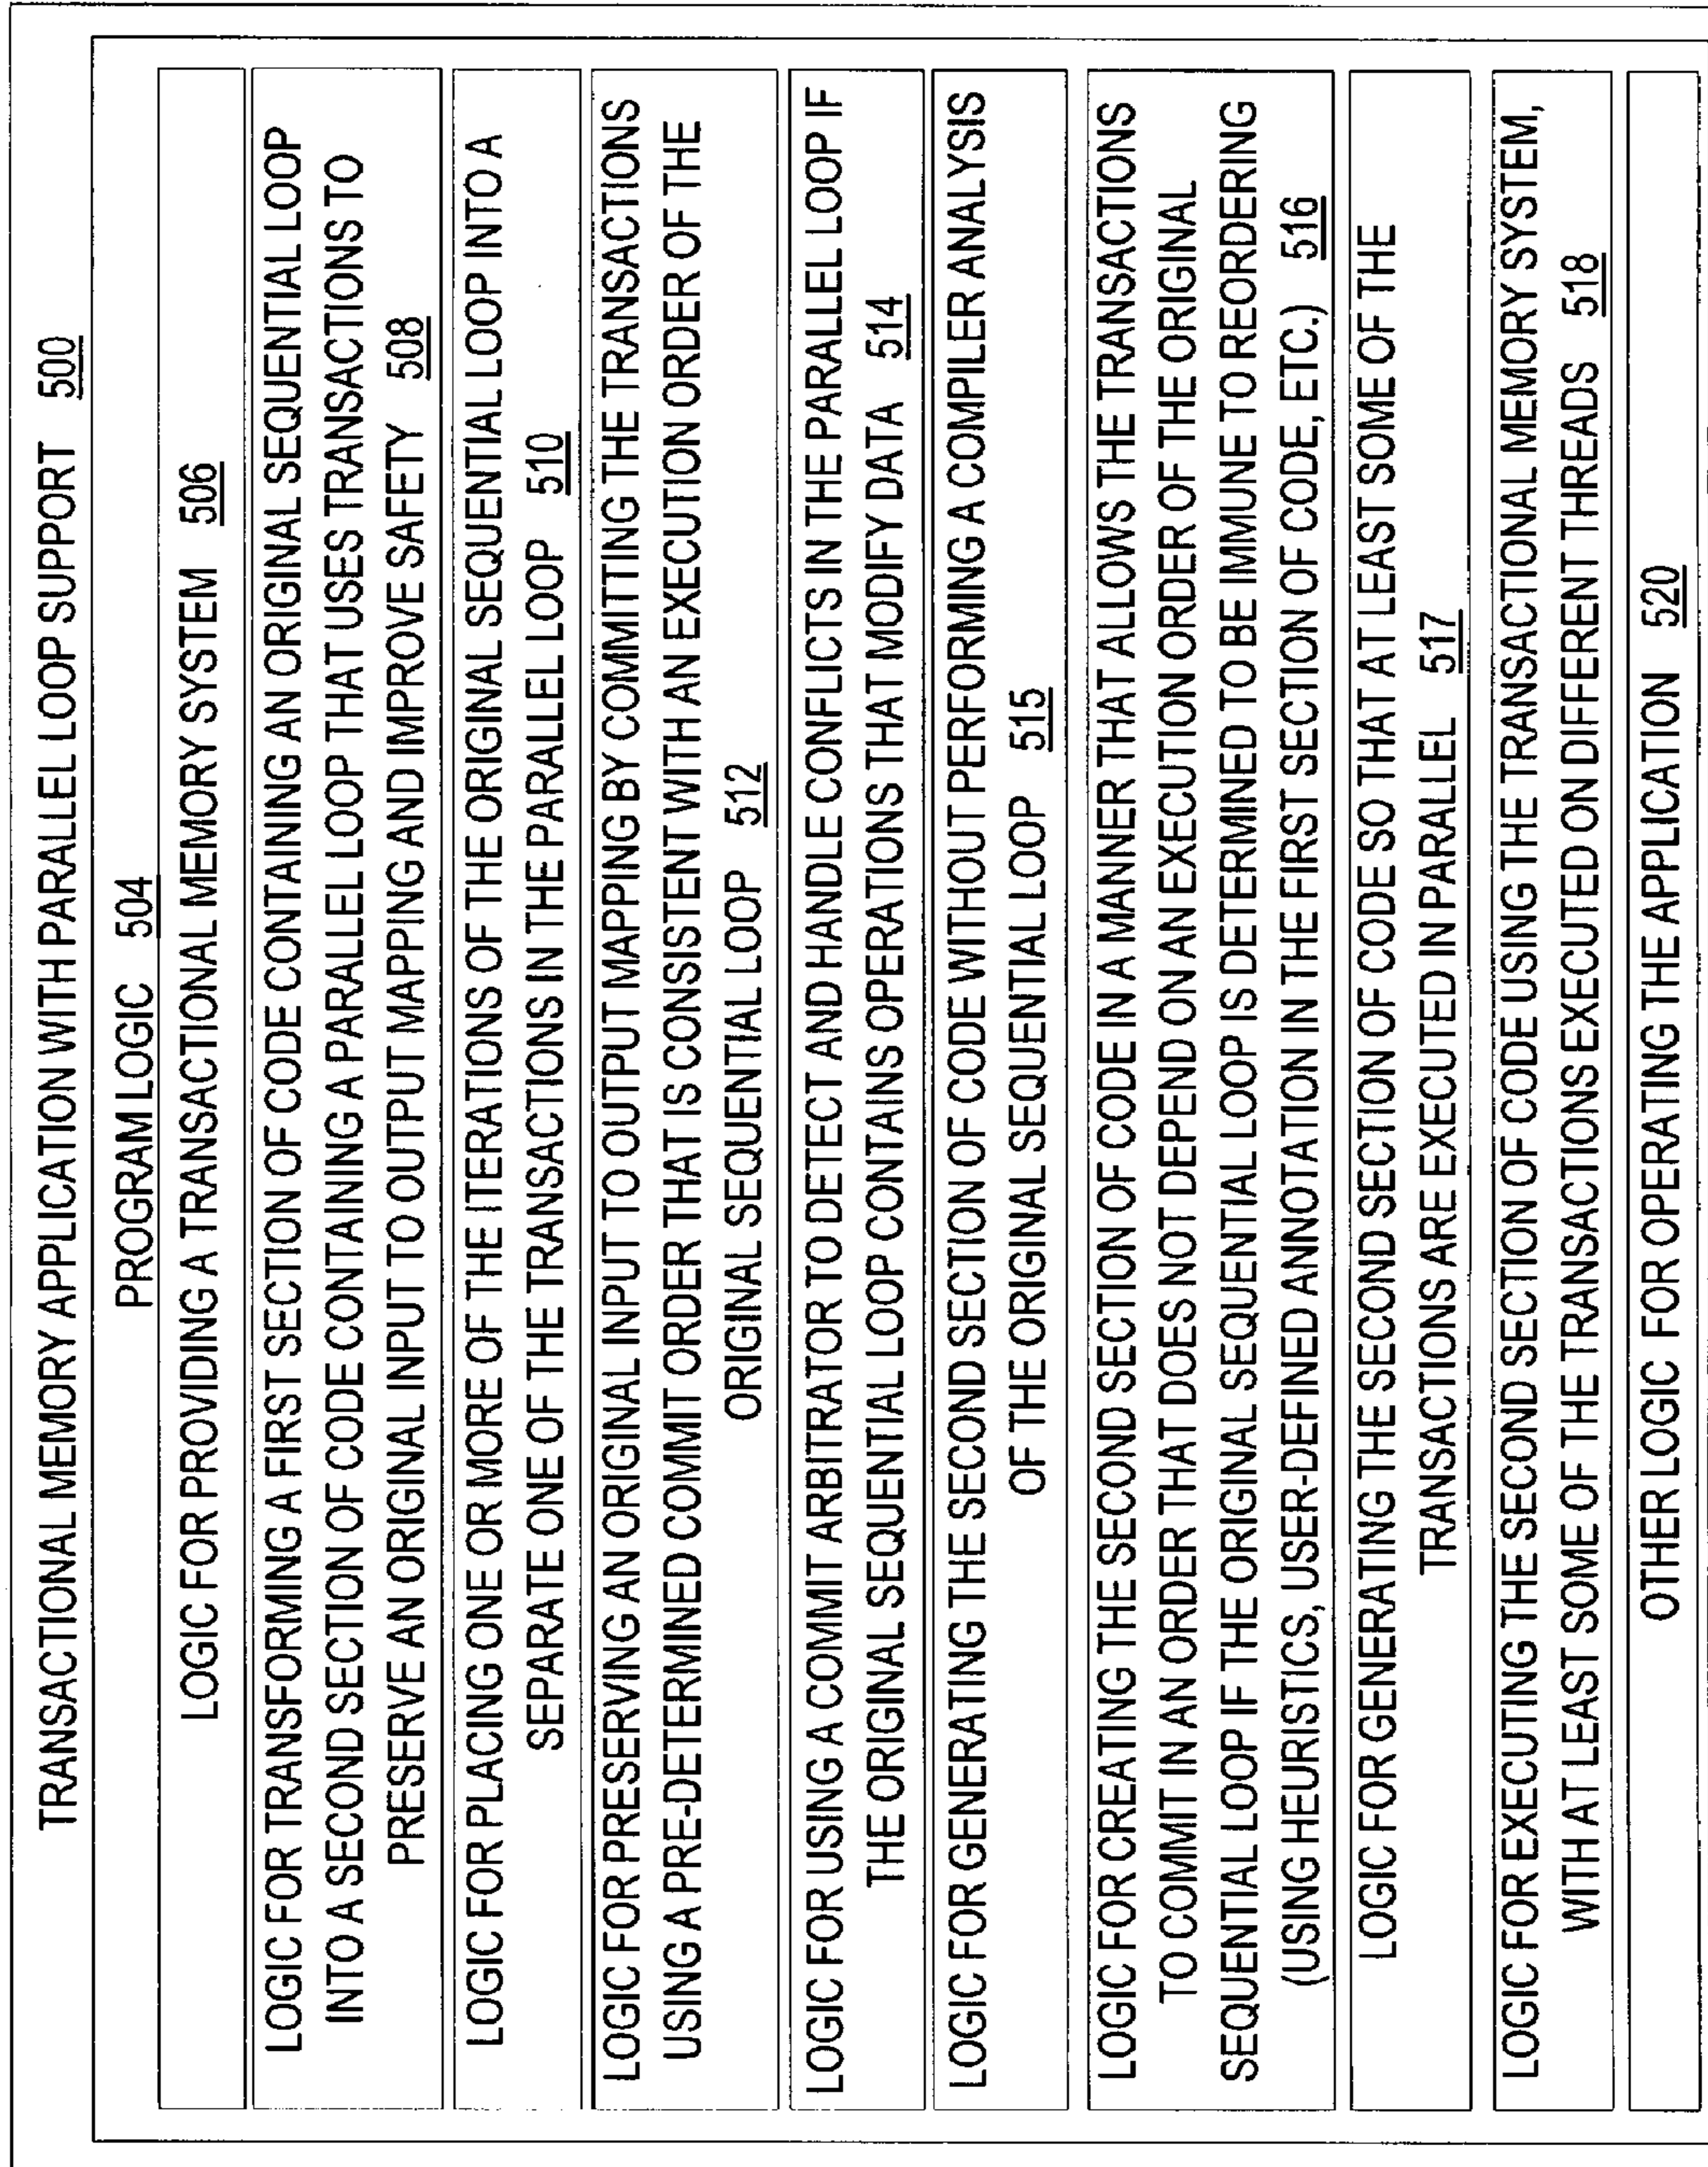 TRANSACTIONAL MEMORY APPLICATION WITH PARALLEL LOOP SUPPORT 500
PROGRAM LOGIC 504
LOGIC FOR PROVIDING A TRANSACTIONAL MEMORY SYSTEM 506
LOGIC FOR TRANSFORMING A FIRST SECTION OF CODE CONTAINING AN ORIGINAL SEQUENTIAL LOOP
INTO A SECOND SECTION OF CODE CONTAINING A PARALLEL LOOP THAT USES TRANSACTIONS TO
PRESERVE AN ORIGINAL INPUT TO OUTPUT MAPPING AND IMPROVE SAFETY 508
LOGIC FOR PLACING ONE OR MORE OF THE ITERATIONS OF THE ORIGINAL SEQUENTIAL LOOP INTO A
SEPARATE ONE OF THE TRANSACTIONS IN THE PARALLEL LOOP 510
LOGIC FOR PRESERVING AN ORIGINAL INPUT TO OUTPUT MAPPING BY COMMITTING THE TRANSACTIONS
USING A PRE-DETERMINED COMMIT ORDER THAT IS CONSISTENT WITH AN EXECUTION ORDER OF THE
ORIGINAL SEQUENTIAL LOOP 512
LOGIC FOR USING A COMMIT ARBITRATOR TO DETECT AND HANDLE CONFLICTS IN THE PARALLEL LOOP IF
THE ORIGINAL SEQUENTIAL LOOP CONTAINS OPERATIONS THAT MODIFY DATA 514
LOGIC FOR GENERATING THE SECOND SECTION OF CODE WITHOUT PERFORMING A COMPILER ANALYSIS
OF THE ORIGINAL SEQUENTIAL LOOP 515
LOGIC FOR CREATING THE SECOND SECTION OF CODE IN A MANNER THAT ALLOWS THE TRANSACTIONS
TO COMMIT IN AN ORDER THAT DOES NOT DEPEND ON AN EXECUTION ORDER OF THE ORIGINAL
SEQUENTIAL LOOP IF THE ORIGINAL SEQUENTIAL LOOP IS DETERMINED TO BE IMMUNE TO REORDERING
(USING HEURISTICS, USER-DEFINED ANNOTATION IN THE FIRST SECTION OF CODE, ETC.) 516
LOGIC FOR GENERATING THE SECOND SECTION OF CODE SO THAT AT LEAST SOME OF THE
TRANSACTIONS ARE EXECUTED IN PARALLEL 517
LOGIC FOR EXECUTING THE SECOND SECTION OF CODE USING THE TRANSACTIONAL MEMORY SYSTEM,
WITH AT LEAST SOME OF THE TRANSACTIONS EXECUTED ON DIFFERENT THREADS 518
OTHER LOGIC FOR OPERATING THE APPLICATION 520